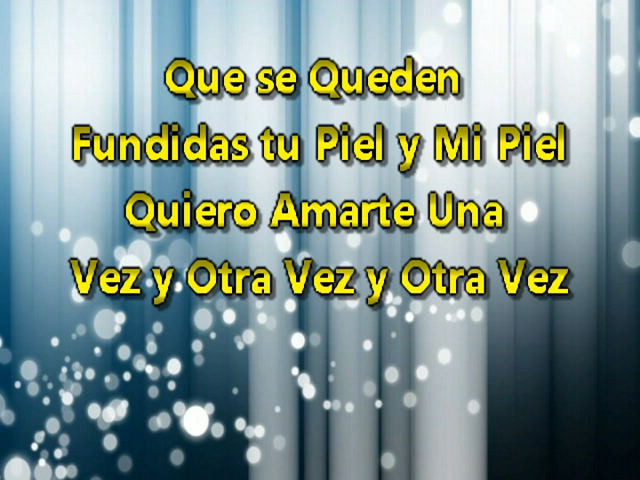 Que se Queden
Fundidas tu Piel y Mi Piel
Quiero Amarte Una
Vez y Otra Vez y Otra Vez